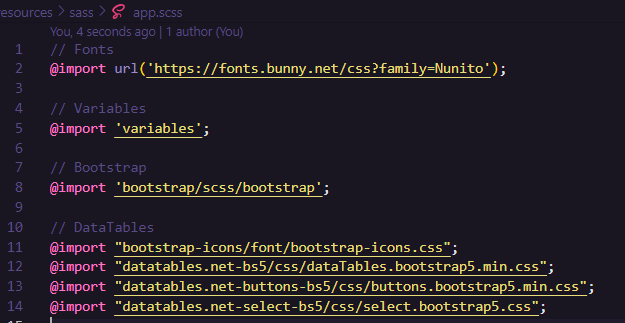 resources > sass > app.scss
You, 4 seconds ago | 1 author (You)
1 // Fonts
2 @import url('https://fonts.bunny.net/css?family=Nunito');
3
4 // Variables
5 @import 'variables';
6
7 // Bootstrap
8 @import 'bootstrap/scss/bootstrap';
9
10 // DataTables
11 @import "bootstrap-icons/font/bootstrap-icons.css";
12 @import "datatables.net-bs5/css/dataTables.bootstrap5.min.css";
13 @import "datatables.net-buttons-bs5/css/buttons.bootstrap5.min.css";
14 @import "datatables.net-select-bs5/css/select.bootstrap5.css";
15